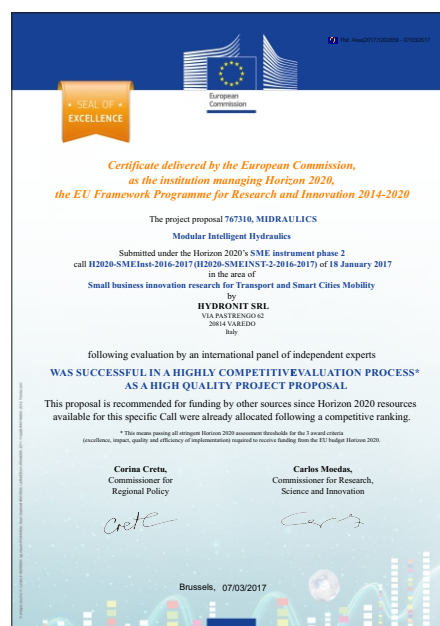 Ref. Ares(2017)1202659 - 07/03/2017
European
Commission
SEAL OF
EXCELLENCE
Certificate delivered by the European Commission,
as the institution managing Horizon 2020,
the EU Framework Programme for Research and Innovation 2014-2020
The project proposal 767310, MIDRAULICS
Modular Intelligent Hydraulics
Submitted under the Horizon 2020's SME instrument phase 2
call H2020-SMEInst-2016-2017 (H2020-SMEINST-2-2016-2017) of 18 January 2017
in the area of
Small business innovation research for Transport and Smart Cities Mobility
by
HYDRONIT SRL
VIA PASTRENGO 62
20814 VAREDO
Italy
following evaluation by an international panel of independent experts
WAS SUCCESSFUL IN A HIGHLY COMPETITIVE EVALUATION PROCESS*
AS A HIGH QUALITY PROJECT PROPOSAL
This proposal is recommended for funding by other sources since Horizon 2020 resources
available for this specific Call were already allocated following a competitive ranking.
* This means passing all stringent Horizon 2020 assessment thresholds for the 3 award criteria
(excellence, impact, quality and efficiency of implementation) required to receive funding from the EU budget Horizon 2020.
Corina Cretu,
Commissioner for
Regional Policy
Carlos Moedas,
Commissioner for Research,
Science and Innovation
Brussels, 07/03/2017